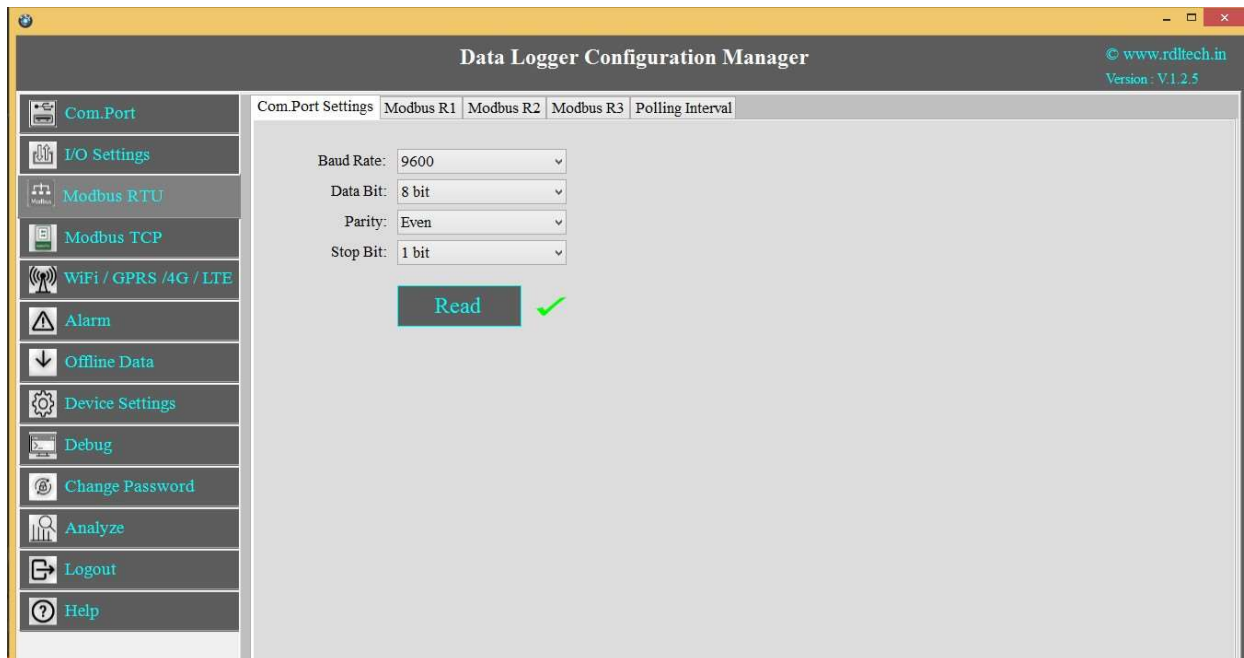 Data Logger Configuration Manager
© www.rdltech.in
Version : V.1.2.5
Com.Port
I/O Settings
Modbus RTU
Modbus TCP
WiFi / GPRS /4G / LTE
Alarm
Offline Data
Device Settings
Debug
Change Password
Analyze
Logout
Help
Com.Port Settings Modbus R1 Modbus R2 Modbus R3 Polling Interval
Baud Rate: 9600
Data Bit: 8 bit
Parity: Even
Stop Bit: 1 bit
Read